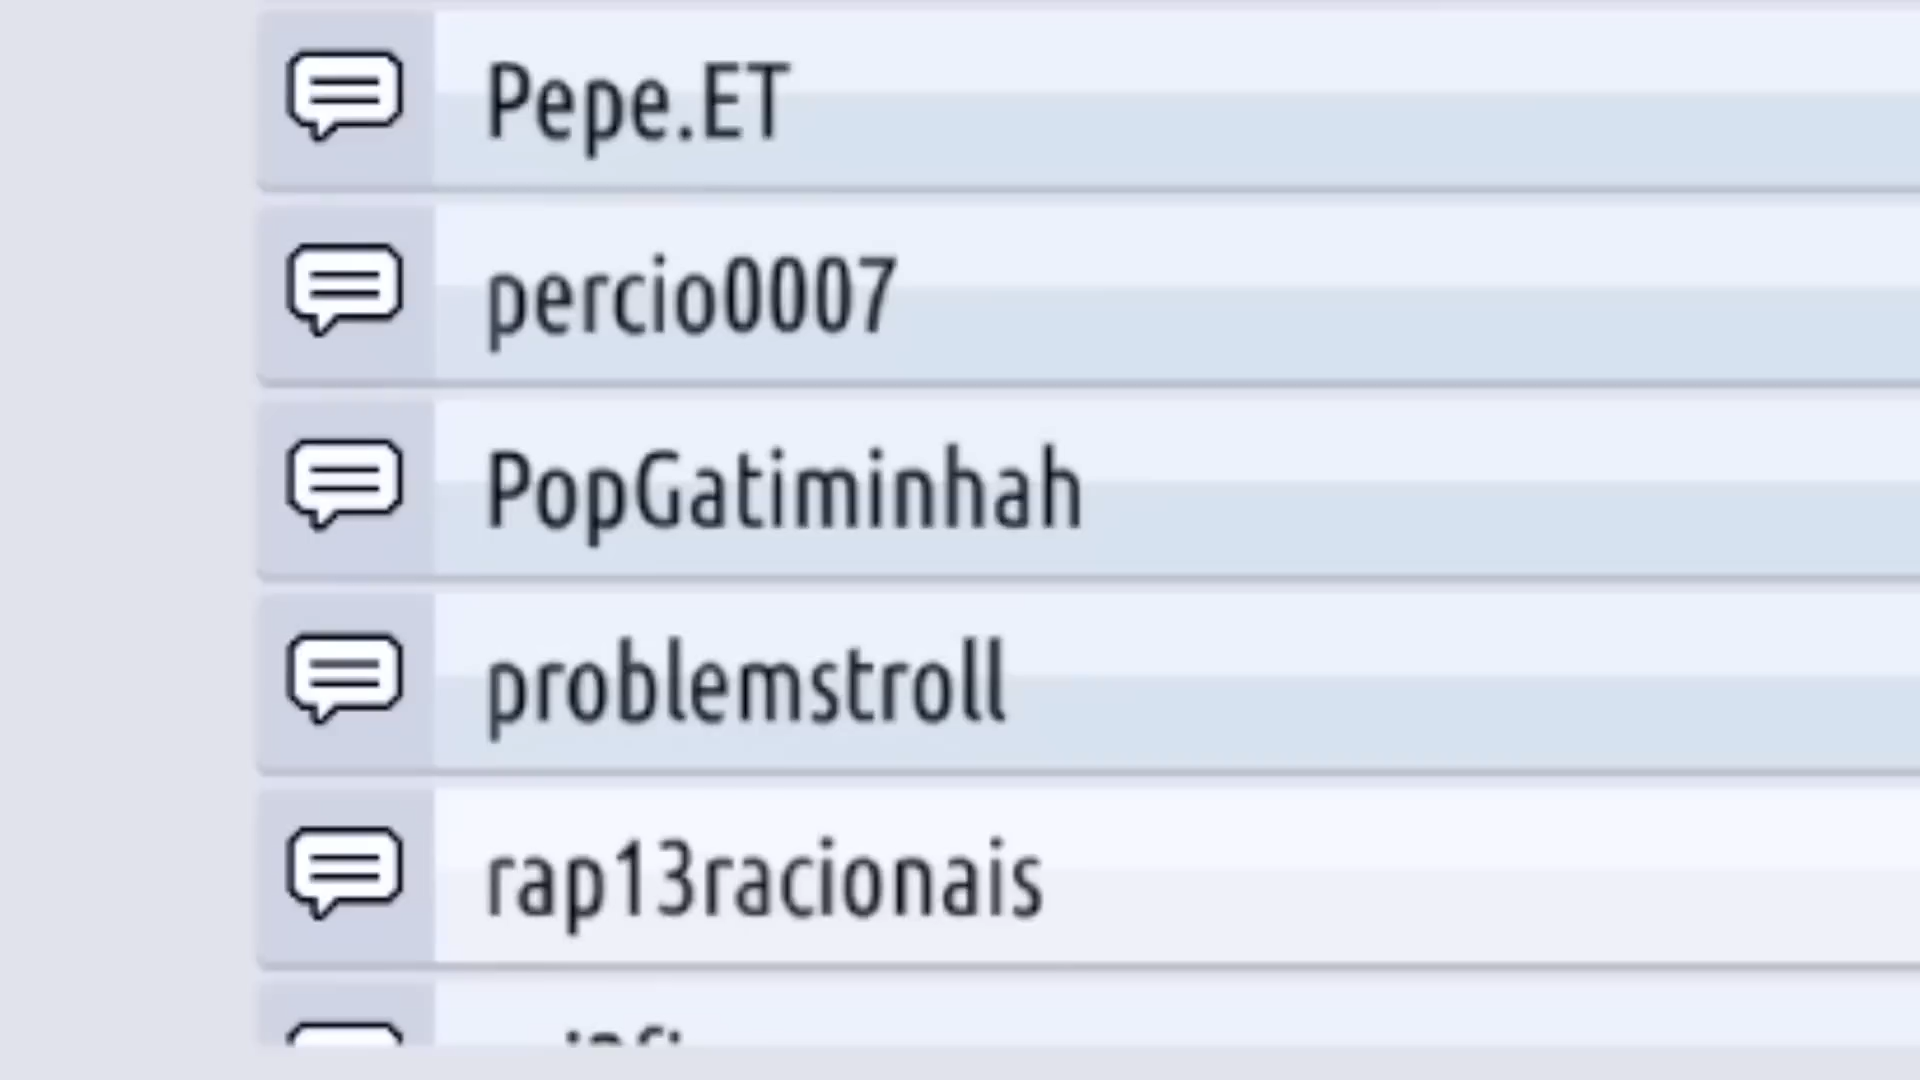 Pepe.ET
percio0007
PopGatiminhah
problemstroll
rap13racionais